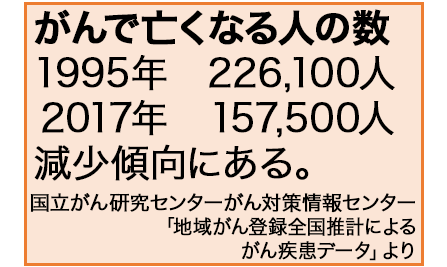 がんで亡くなる人の数
1995年　226,100人
2017年　157,500人
減少傾向にある。
国立がん研究センターがん対策情報センター
「地域がん登録全国推計による
がん疾患データ」より